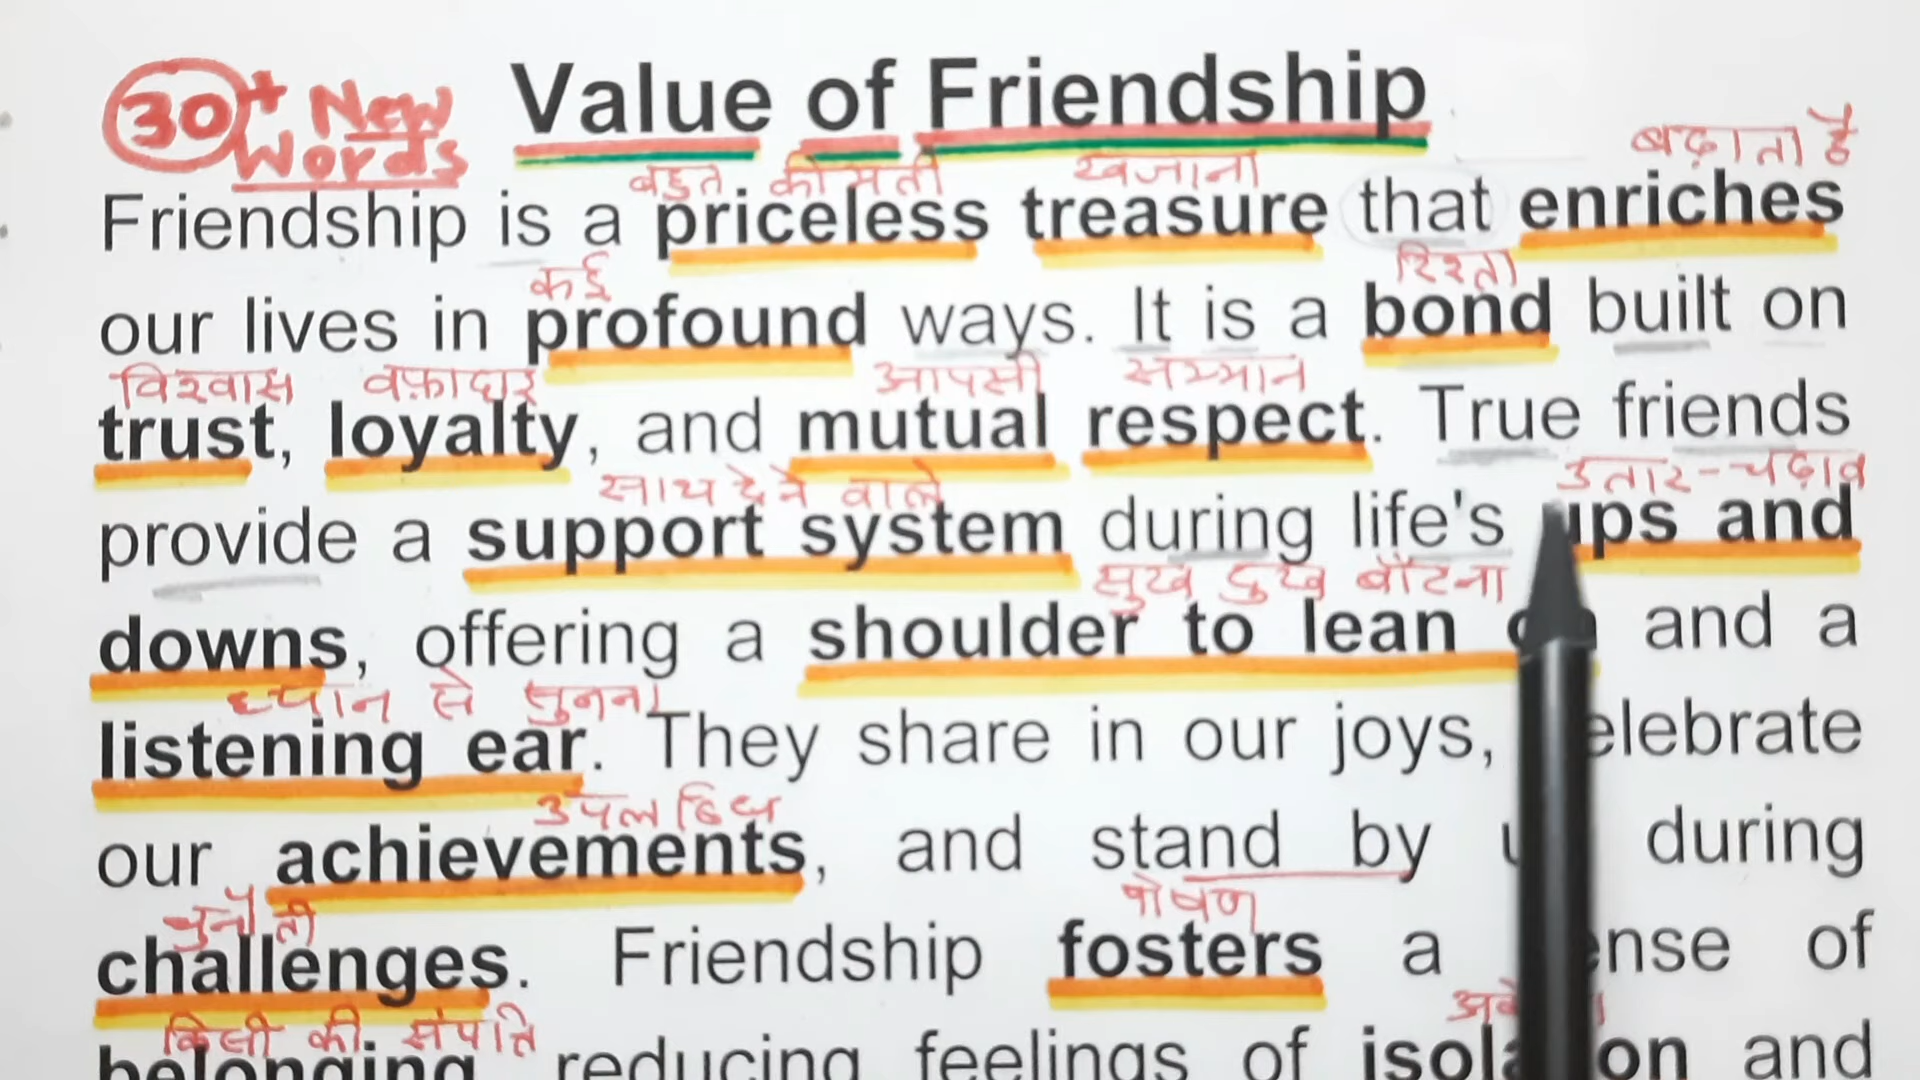 30+ New Words
Value of Friendship
बहुत कीमती खजाना बढ़ाता है
Friendship is a priceless treasure that enriches
कई रिश्ता
our lives in profound ways. It is a bond built on
विश्वास वफ़ादार आपसी सम्मान
trust, loyalty, and mutual respect. True friends
साथ देने वाले उतार-चढ़ाव
provide a support system during life's ups and
सुख दुख बाँटना
downs, offering a shoulder to lean and a
ध्यान से सुनना
listening ear. They share in our joys, celebrate
उपलब्धि
our achievements, and stand by during
चुनौती पोषण
challenges. Friendship fosters a of
किसी की संपति
belonging reducing feelings of isolation and